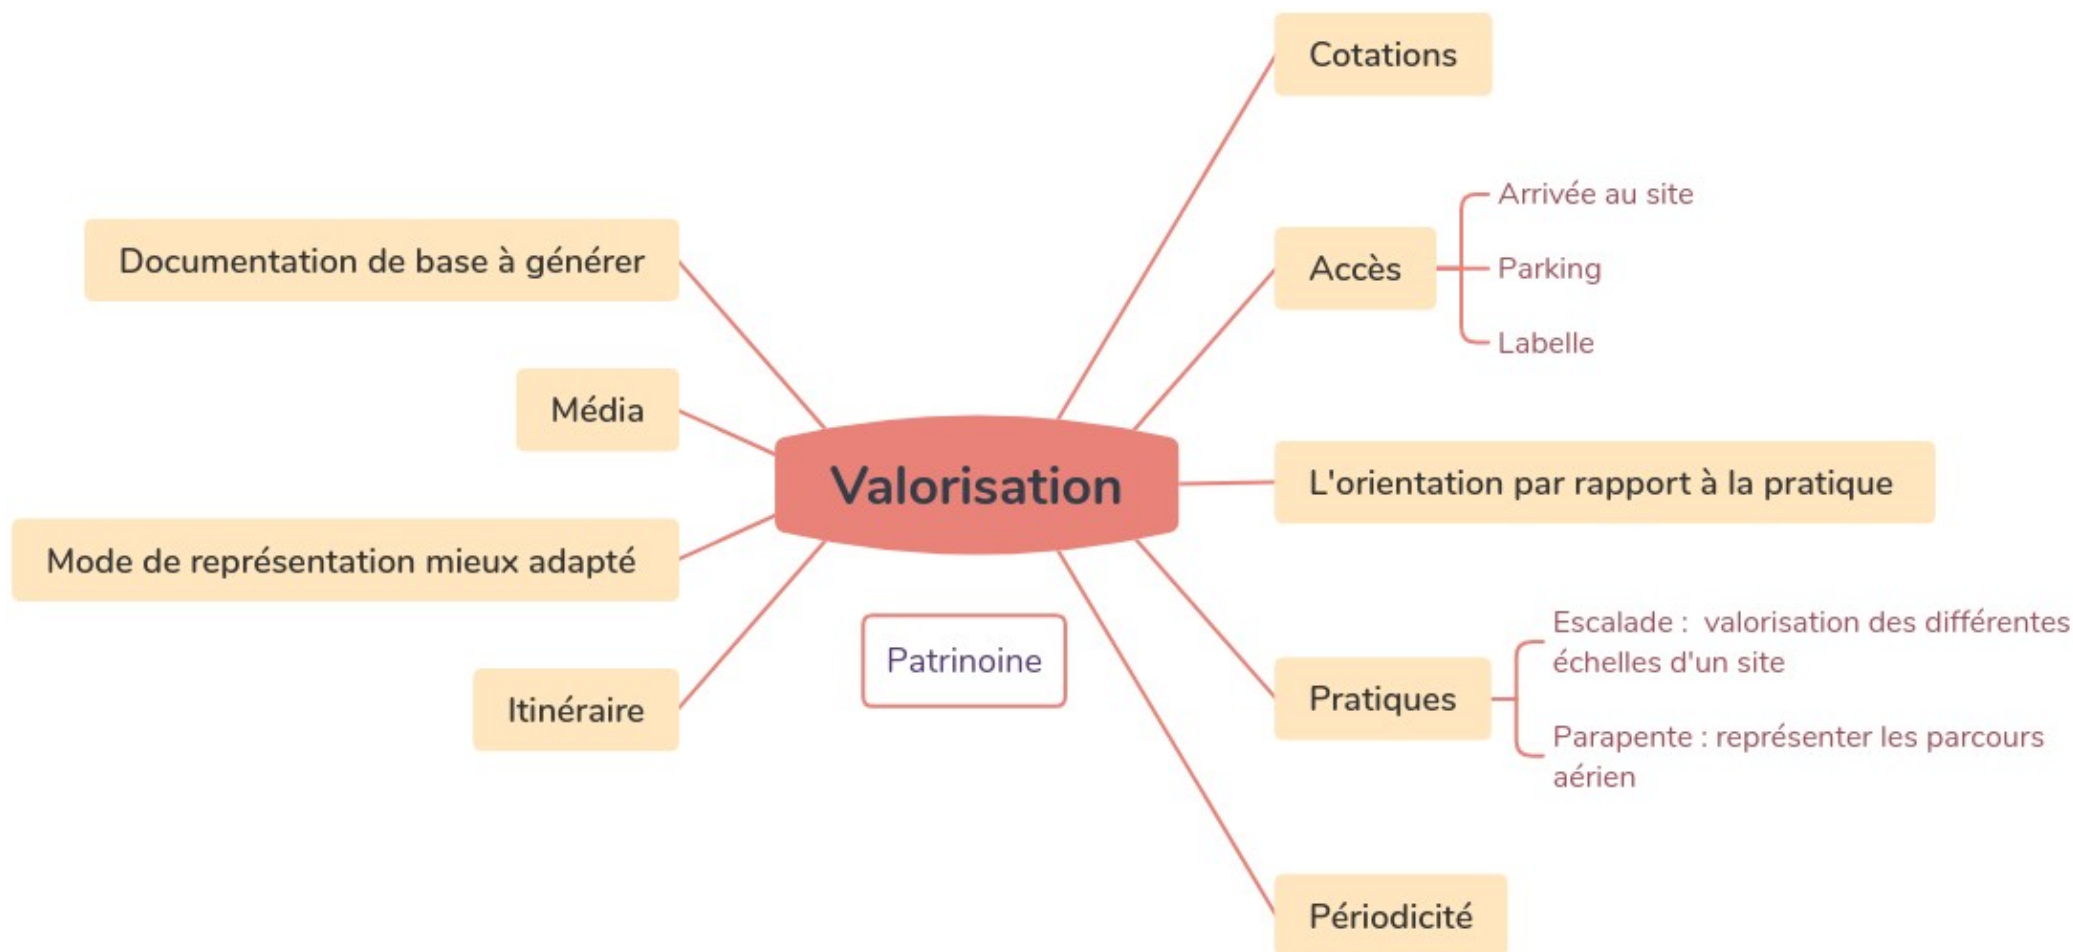 Cotations
Arrivée au site
Accès
Parking
Labelle
L'orientation par rapport à la pratique
Escalade :  valorisation des différentes
échelles d'un site
Pratiques
Parapente : représenter les parcours
aérien
Périodicité
Valorisation
Patrinoine
Documentation de base à générer
Média
Mode de représentation mieux adapté
Itinéraire